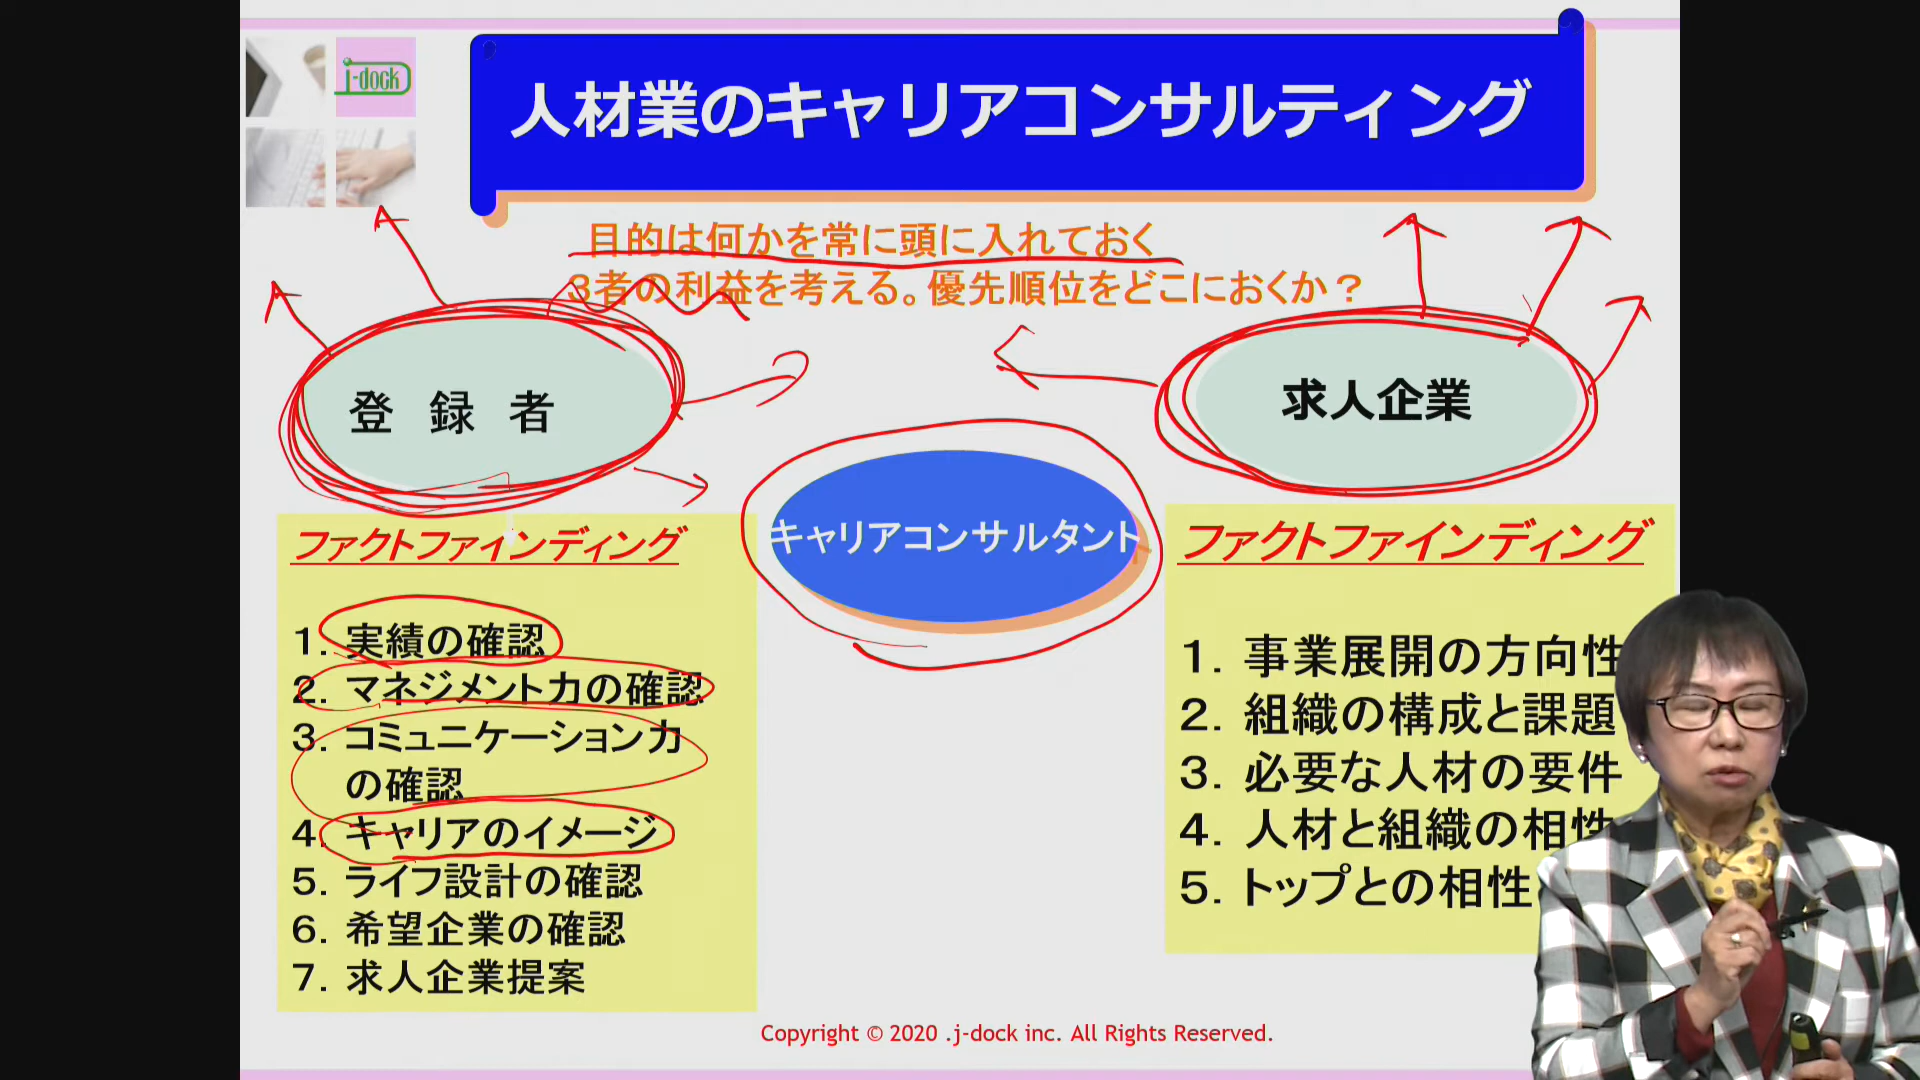 j-dock
人材業のキャリアコンサルティング
目的は何かを常に頭に入れておく
3者の利益を考える。優先順位をどこにおくか？
登 録 者
求人企業
キャリアコンサルタント
ファクトファインディング
1. 実績の確認
2. マネジメント力の確認
3. コミュニケーション力
の確認
4. キャリアのイメージ
5. ライフ設計の確認
6. 希望企業の確認
7. 求人企業提案
ファクトファインディング
1. 事業展開の方向性
2. 組織の構成と課題
3. 必要な人材の要件
4. 人材と組織の相性
5. トップとの相性
Copyright © 2020 .j-dock inc. All Rights Reserved.